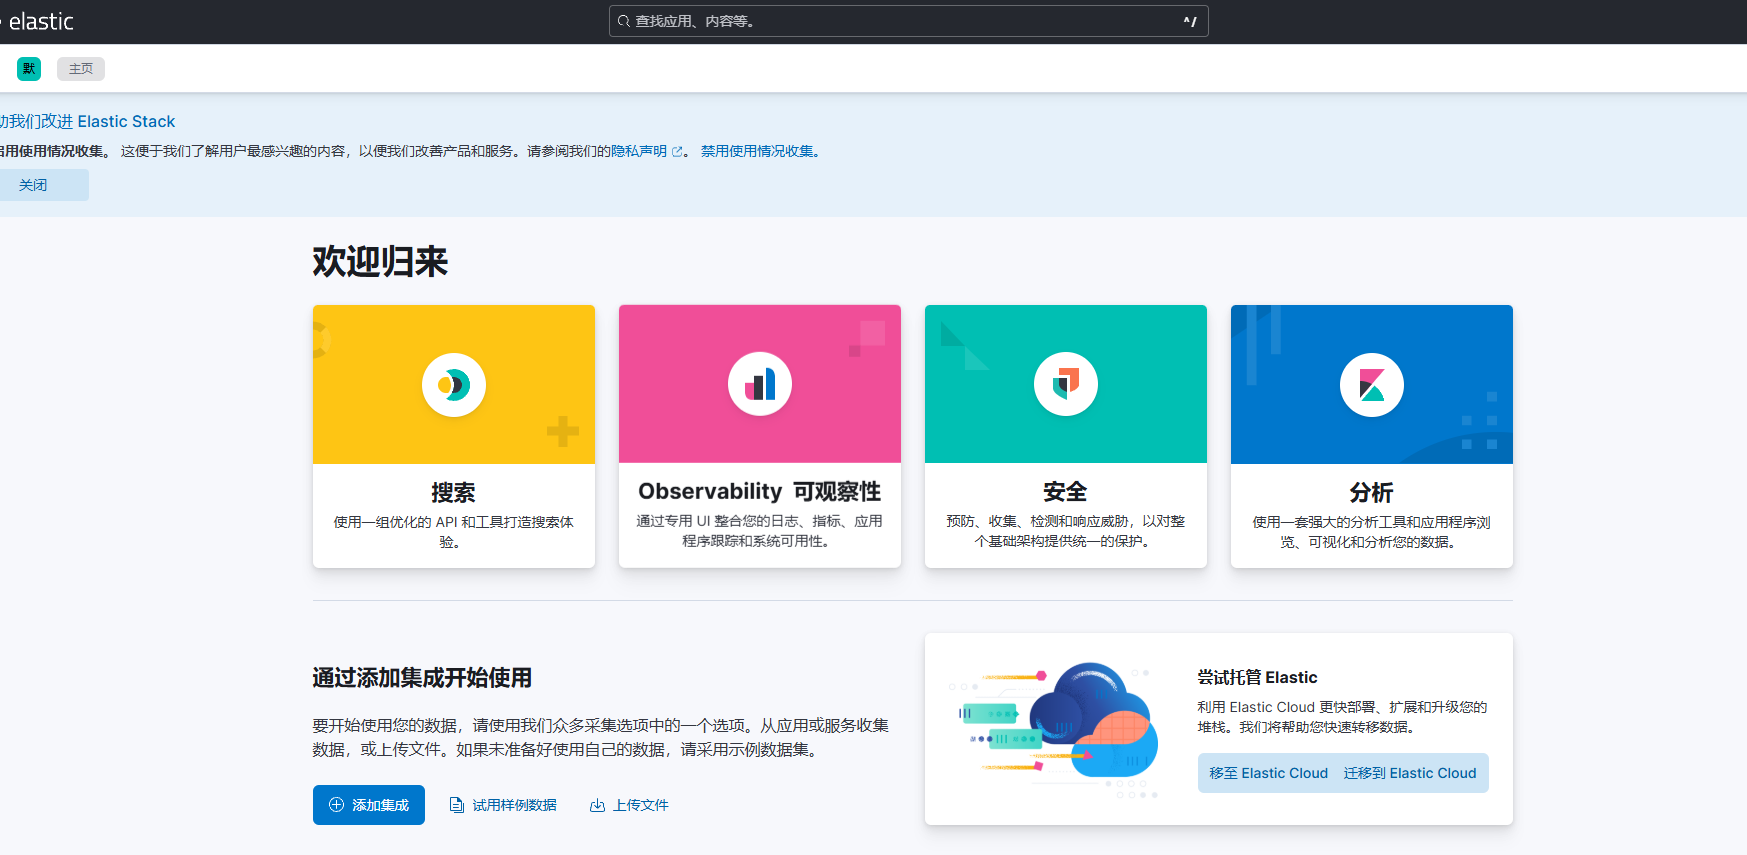 elastic
查找应用、内容等。
^/
默
主页
助我们改进 Elastic Stack
启用使用情况收集。 这便于我们了解用户最感兴趣的内容，以便我们改善产品和服务。请参阅我们的隐私声明。 禁用使用情况收集。
关闭
欢迎归来
搜索
使用一组优化的 API 和工具打造搜索体
验。
Observability 可观察性
通过专用 UI 整合您的日志、指标、应用
程序跟踪和系统可用性。
安全
预防、收集、检测和响应威胁，以对整
个基础架构提供统一的保护。
分析
使用一套强大的分析工具和应用程序浏
览、可视化和分析您的数据。
通过添加集成开始使用
要开始使用您的数据，请使用我们众多采集选项中的一个选项。从应用或服务收集
数据，或上传文件。如果未准备好使用自己的数据，请采用示例数据集。
添加集成
试用样例数据
上传文件
尝试托管 Elastic
利用 Elastic Cloud 更快部署、扩展和升级您的
堆栈。我们将帮助您快速转移数据。
移至 Elastic Cloud 迁移到 Elastic Cloud